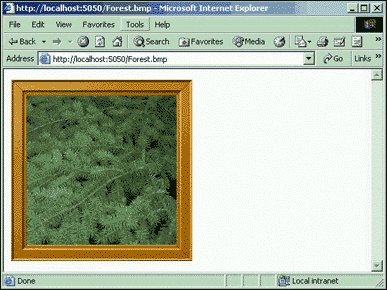 http://localhost:5050/Forest.bmp - Microsoft Internet Explorer
File Edit View Favorites Tools Help
Back Search Favorites Media
Address http://localhost:5050/Forest.bmp Go Links
Done Local intranet